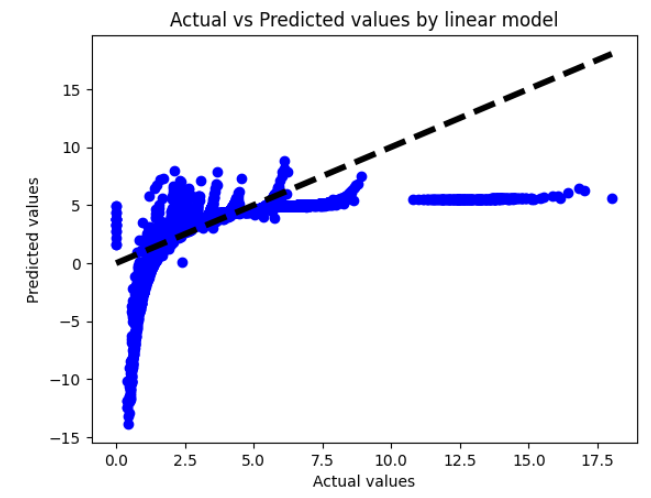 Actual vs Predicted values by linear model
Predicted values
15
10
5
0
−5
−10
−15
0.0 2.5 5.0 7.5 10.0 12.5 15.0 17.5
Actual values